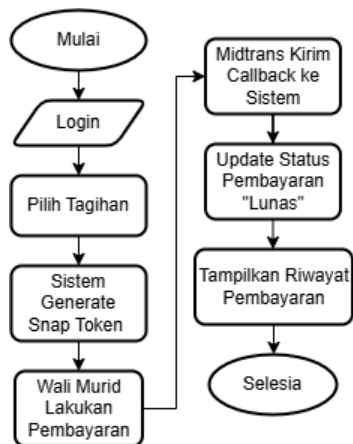 Mulai
Login
Pilih Tagihan
Sistem
Generate
Snap Token
Wali Murid
Lakukan
Pembayaran
Midtrans Kirim
Callback ke
Sistem
Update Status
Pembayaran
"Lunas"
Tampilkan Riwayat
Pembayaran
Selesia